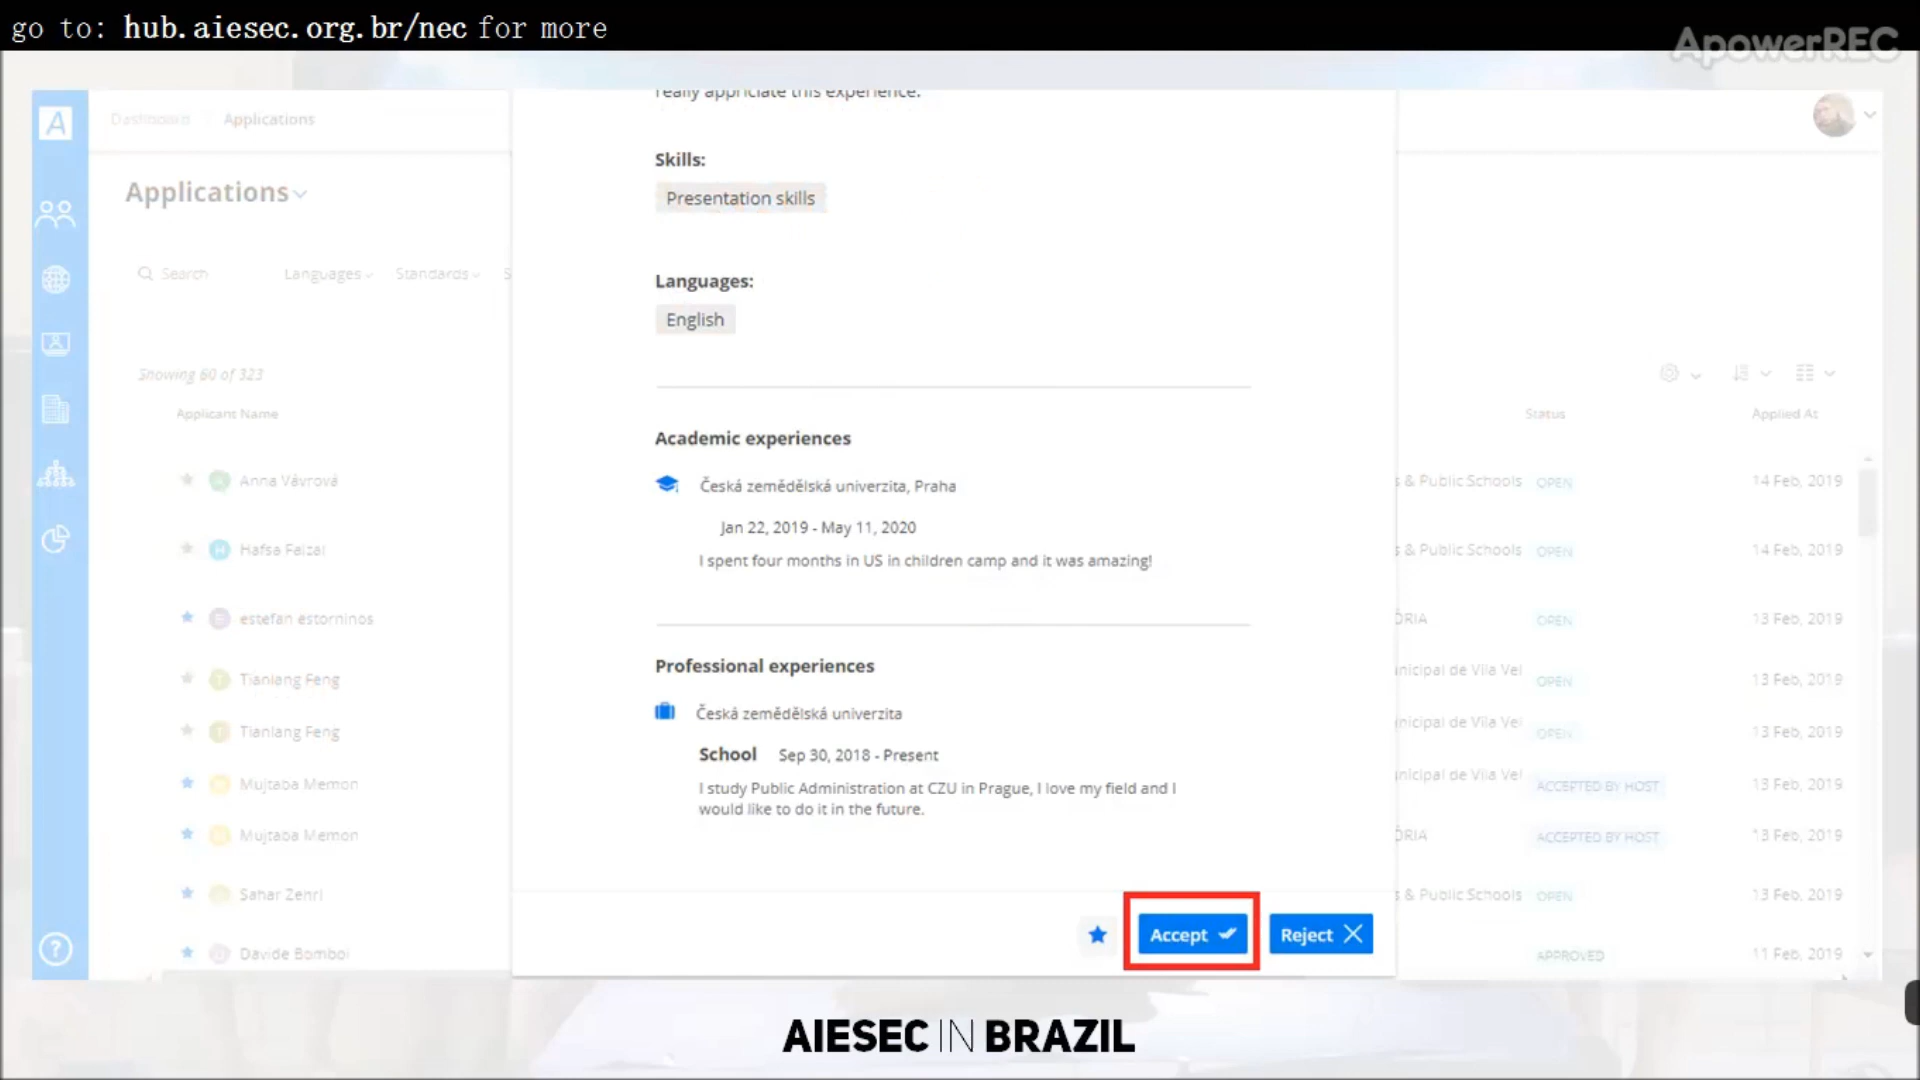 go to: hub.aiesec.org.br/nec for more
ApowerREC
A
Dashboard
Applications
Applications
Search
Languages
Standards
S
Showing 60 of 323
Applicant Name
Status
Applied At
Anna Vávrová
s & Public Schools
OPEN
14 Feb, 2019
Hafsa Faizal
s & Public Schools
OPEN
14 Feb, 2019
estefan estorninos
ÓRIA
OPEN
13 Feb, 2019
Tianlang Feng
nicipal de Vila Vel
OPEN
13 Feb, 2019
Tianlang Feng
nicipal de Vila Vel
OPEN
13 Feb, 2019
Mujtaba Memon
nicipal de Vila Vel
ACCEPTED BY HOST
13 Feb, 2019
Mujtaba Memon
ÓRIA
ACCEPTED BY HOST
13 Feb, 2019
Sahar Zenri
s & Public Schools
OPEN
13 Feb, 2019
Davide Bomboi
APPROVED
11 Feb, 2019
really appriciate this experience.
Skills:
Presentation skills
Languages:
English
Academic experiences
Česká zemědělská univerzita, Praha
Jan 22, 2019 - May 11, 2020
I spent four months in US in children camp and it was amazing!
Professional experiences
Česká zemědělská univerzita
School Sep 30, 2018 - Present
I study Public Administration at CZU in Prague, I love my field and I
would like to do it in the future.
Accept
Reject
AIESEC IN BRAZIL